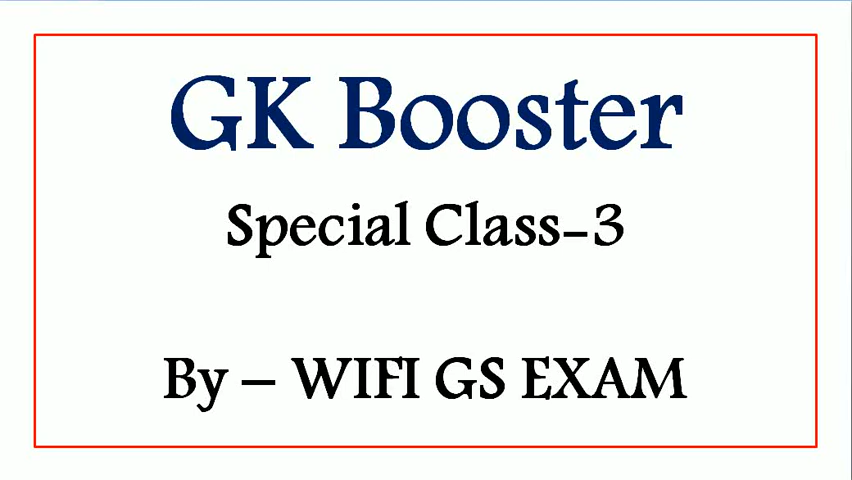 GK Booster
Special Class-3
By – WIFI GS EXAM